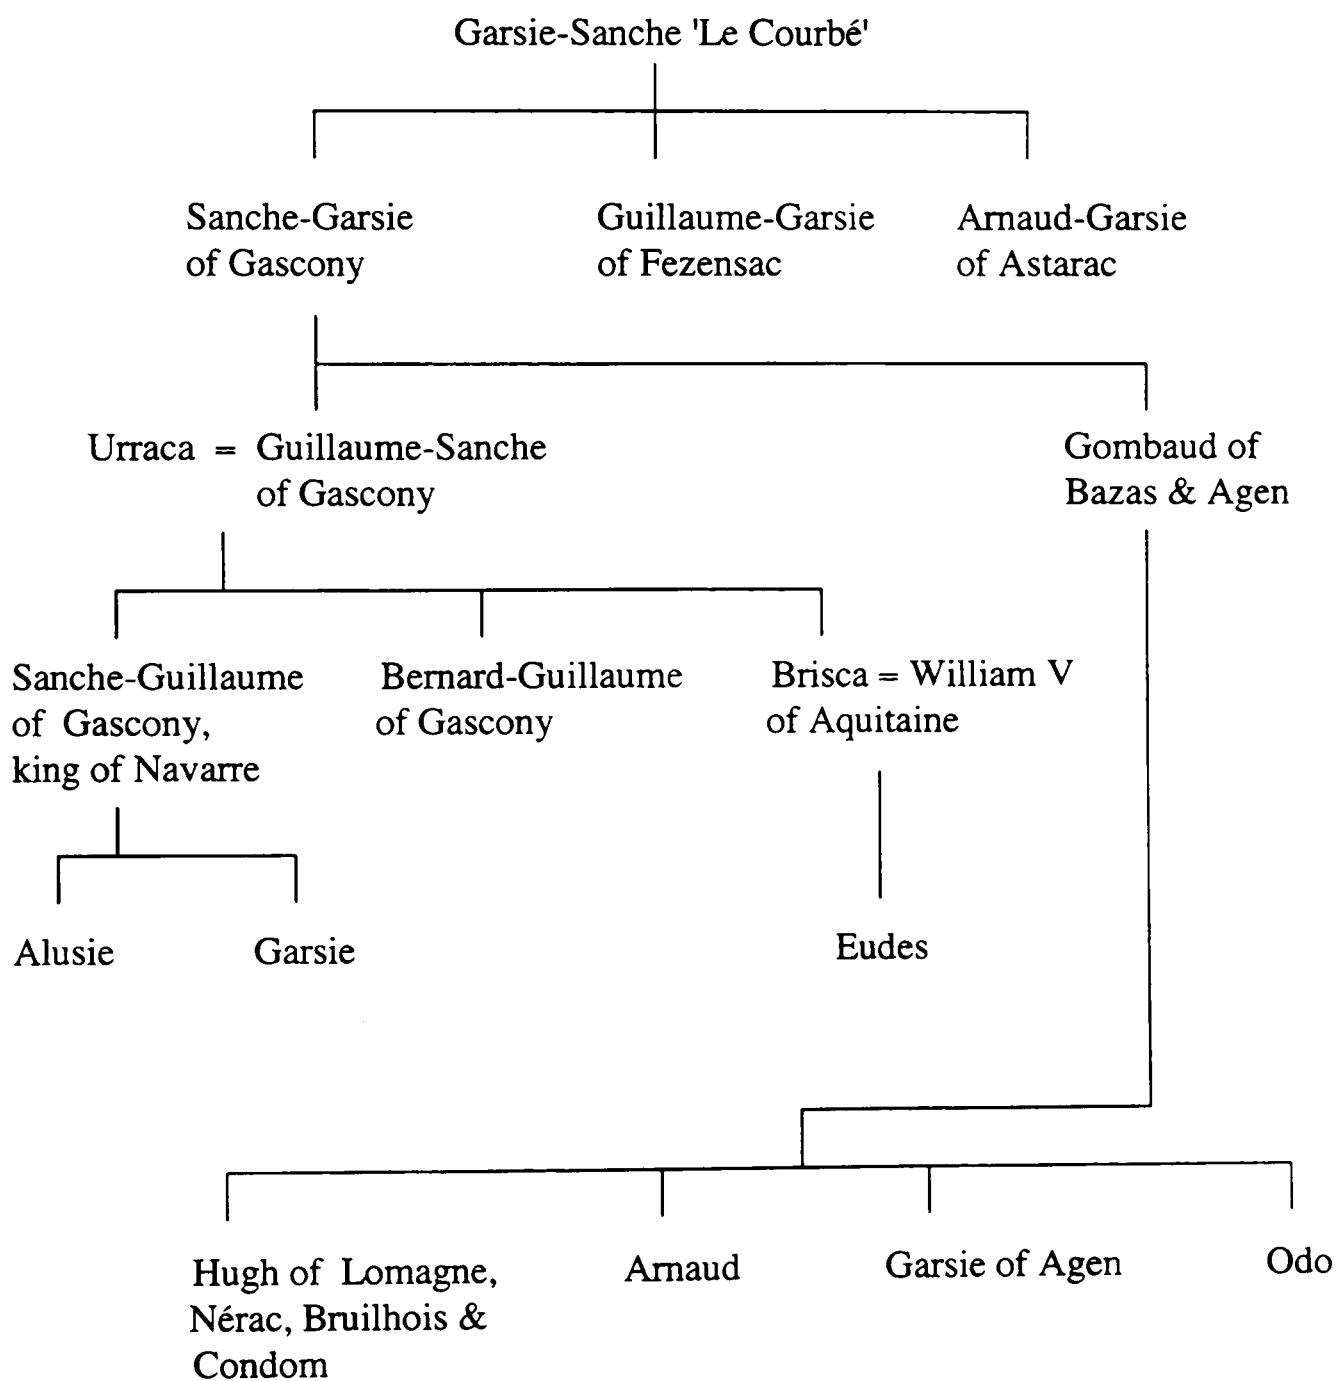 Garsie-Sanche 'Le Courbé'
Sanche-Garsie
of Gascony
Guillaume-Garsie
of Fezensac
Arnaud-Garsie
of Astarac
Urraca = Guillaume-Sanche
of Gascony
Gombaud of
Bazas & Agen
Sanche-Guillaume
of Gascony,
king of Navarre
Bernard-Guillaume
of Gascony
Brisca = William V
of Aquitaine
Alusie
Garsie
Eudes
Hugh of Lomagne,
Nérac, Bruilhois &
Condom
Arnaud
Garsie of Agen
Odo